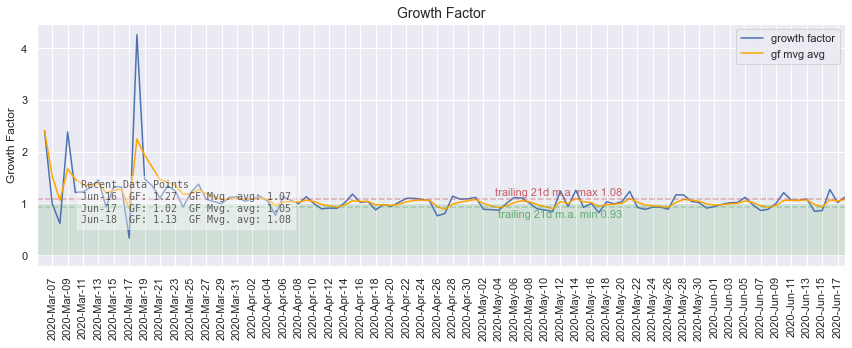 Growth Factor
growth factor
gf mvg avg
Growth Factor
4
3
2
1
0
Recent Data Points
Jun-16 GF: 1.27 GF Mvg. avg: 1.07
Jun-17 GF: 1.02 GF Mvg. avg: 1.05
Jun-18 GF: 1.13 GF Mvg. avg: 1.08
trailing 21d m.a. max 1.08
trailing 21d m.a. min 0.93
2020-Mar-07
2020-Mar-09
2020-Mar-11
2020-Mar-13
2020-Mar-15
2020-Mar-17
2020-Mar-19
2020-Mar-21
2020-Mar-23
2020-Mar-25
2020-Mar-27
2020-Mar-29
2020-Mar-31
2020-Apr-02
2020-Apr-04
2020-Apr-06
2020-Apr-08
2020-Apr-10
2020-Apr-12
2020-Apr-14
2020-Apr-16
2020-Apr-18
2020-Apr-20
2020-Apr-22
2020-Apr-24
2020-Apr-26
2020-Apr-28
2020-Apr-30
2020-May-02
2020-May-04
2020-May-06
2020-May-08
2020-May-10
2020-May-12
2020-May-14
2020-May-16
2020-May-18
2020-May-20
2020-May-22
2020-May-24
2020-May-26
2020-May-28
2020-May-30
2020-Jun-01
2020-Jun-03
2020-Jun-05
2020-Jun-07
2020-Jun-09
2020-Jun-11
2020-Jun-13
2020-Jun-15
2020-Jun-17